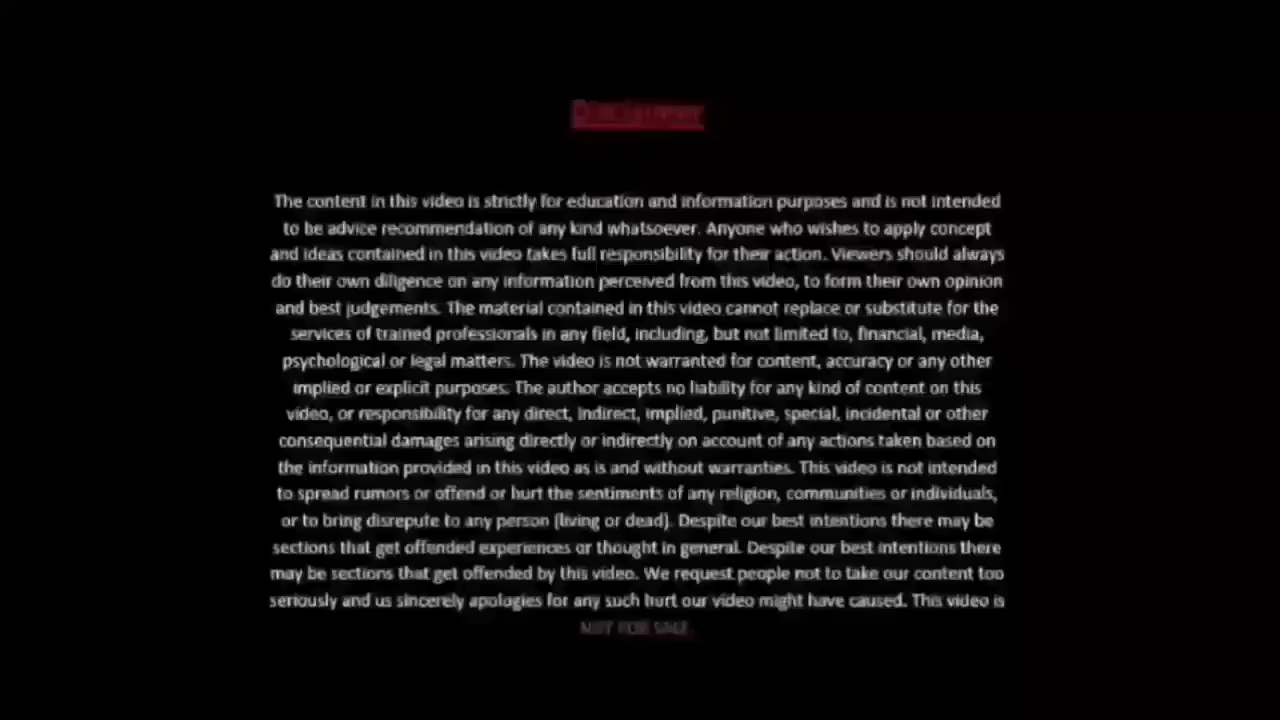 Disclaimer
The content in this video is strictly for education and information purposes and is not intended
to be advice recommendation of any kind whatsoever. Anyone who wishes to apply concept
and ideas contained in this video takes full responsibility for their action. Viewers should always
do their own diligence on any information perceived from this video, to form their own opinion
and best judgements. The material contained in this video cannot replace or substitute for the
services of trained professionals in any field, including, but not limited to, financial, media,
psychological or legal matters. The video is not warranted for content, accuracy or any other
implied or explicit purposes. The author accepts no liability for any kind of content on this
video, or responsibility for any direct, indirect, implied, punitive, special, incidental or other
consequential damages arising directly or indirectly on account of any actions taken based on
the information provided in this video as is and without warranties. This video is not intended
to spread rumors or offend or hurt the sentiments of any religion, communities or individuals,
or to bring disrepute to any person (living or dead). Despite our best intentions there may be
sections that get offended experiences or thought in general. Despite our best intentions there
may be sections that get offended by this video. We request people not to take our content too
seriously and us sincerely apologies for any such hurt our video might have caused. This video is
NOT FOR SALE